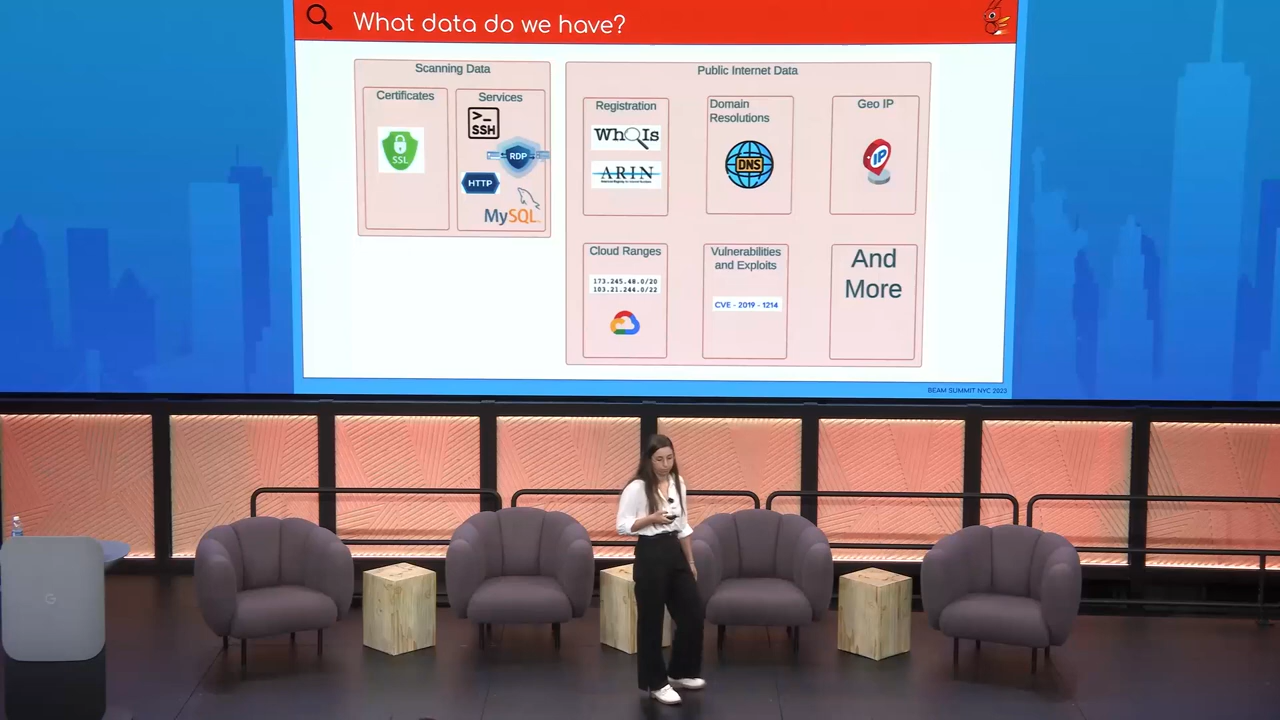 What data do we have?
Scanning Data
Certificates
SSL
Services
>_
SSH
RDP
HTTP
MySQL
Public Internet Data
Registration
WhoIs
ARIN
Domain
Resolutions
DNS
Geo IP
IP
Cloud Ranges
173.245.48.0/20
103.21.244.0/22
Vulnerabilities
and Exploits
CVE - 2019 - 1214
And
More
BEAM SUMMIT NYC 2023
G